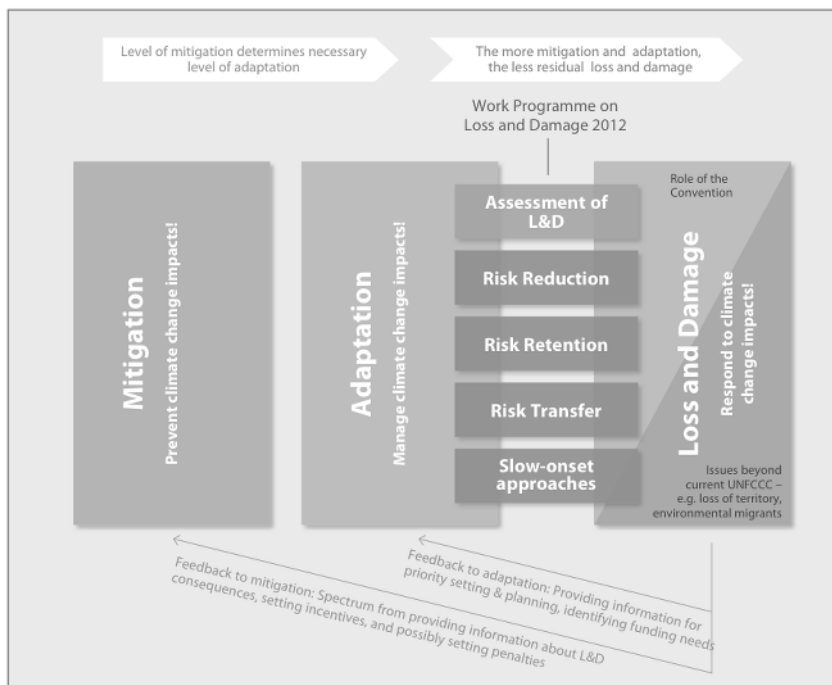 Level of mitigation determines necessary
level of adaptation
The more mitigation and  adaptation,
the less residual  loss and damage
Work Programme on
Loss and Damage 2012
Mitigation
Prevent climate change impacts!
Adaptation
Manage climate change impacts!
Assessment of
L&D
Risk Reduction
Risk Retention
Risk Transfer
Slow-onset
approaches
Role of the
Convention
Loss and Damage
Respond to climate
change impacts!
Issues beyond
current UNFCCC –
e.g. loss of territory,
environmental migrants
Feedback to adaptation: Providing information for
priority setting & planning, identifying funding needs
Feedback to mitigation: Spectrum from providing information about L&D
consequences, setting incentives, and possibly setting penalties